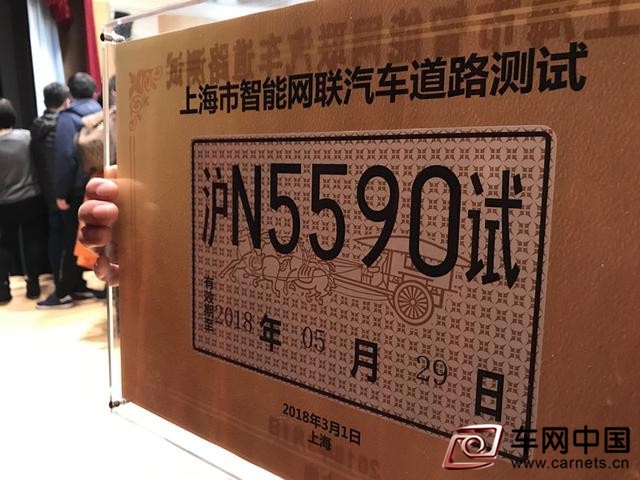 上海市智能网联汽车道路测试
沪N5590试
有效期至
2018年05月29日
2018年3月1日
上海
车网中国
www.carnets.cn